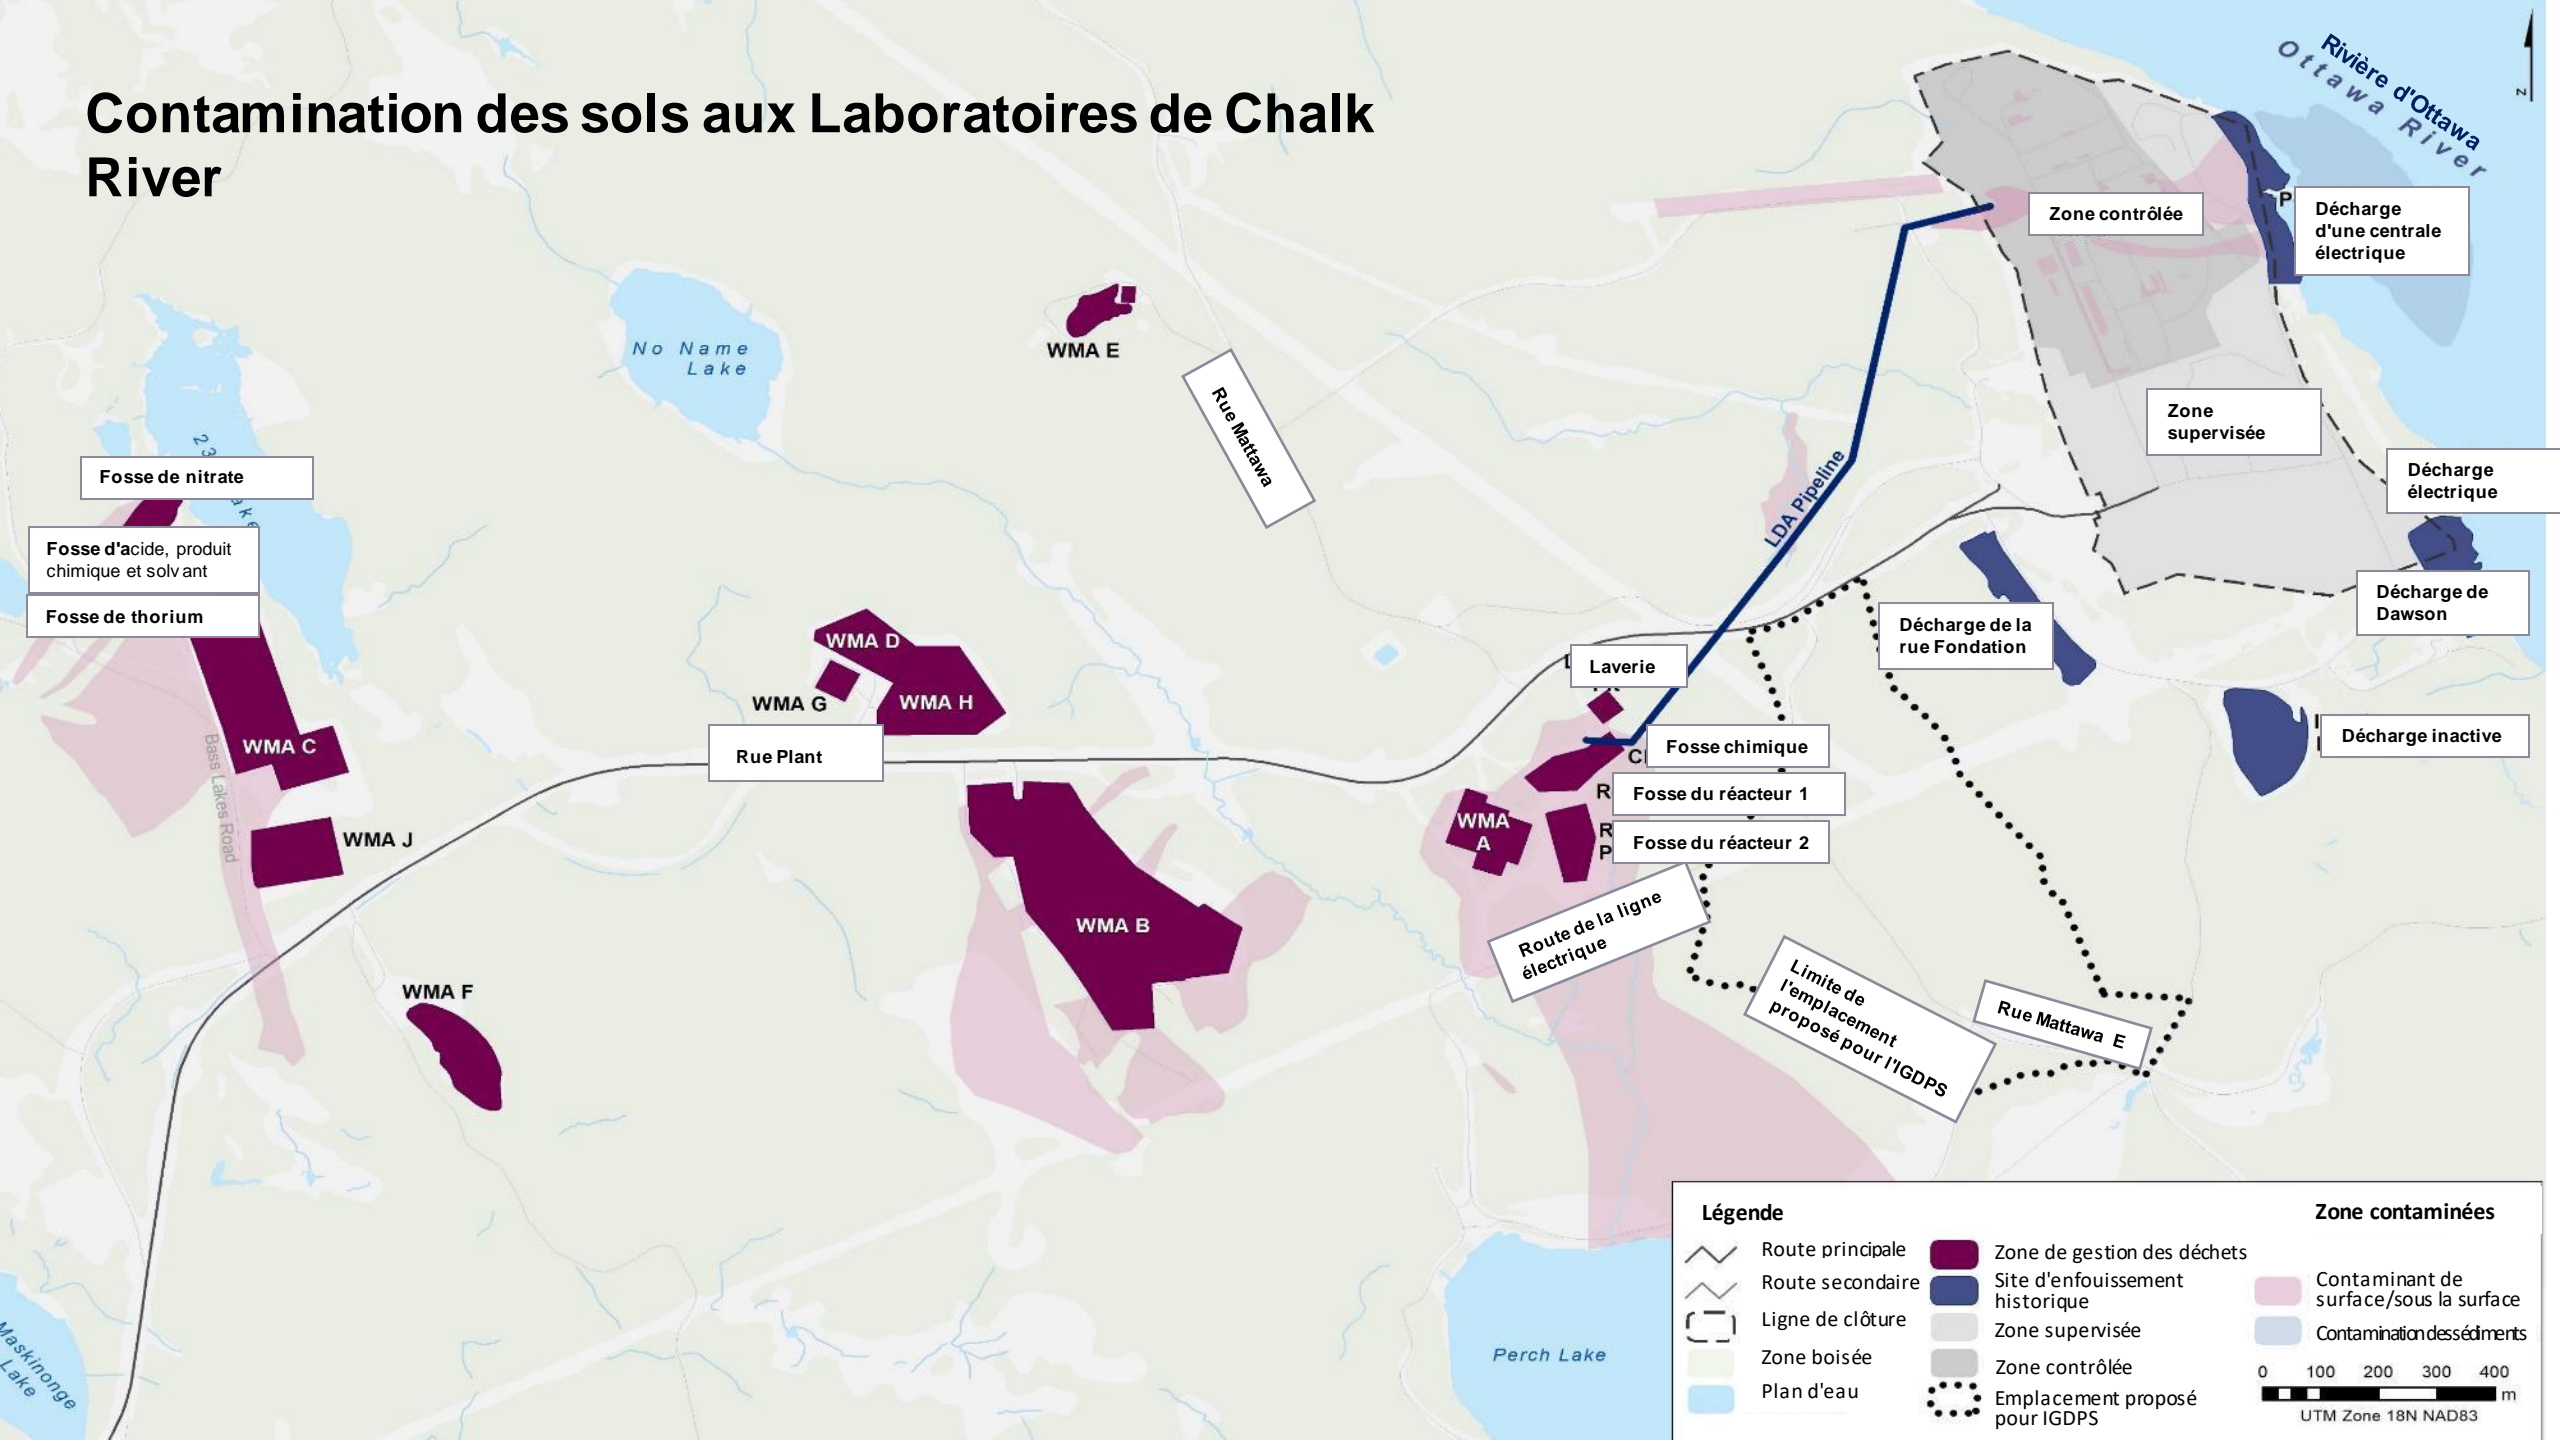 Contamination des sols aux Laboratoires de Chalk
River
Rivière d'Ottawa
Ottawa River
N
Zone contrôlée
P
Décharge
d'une centrale
électrique
No Name
Lake
WMA E
Rue Mattawa
Zone
supervisée
Décharge
électrique
LDA Pipeline
Fosse de nitrate
Fosse d'acide, produit
chimique et solvant
Fosse de thorium
Décharge de
Dawson
Décharge de la
rue Fondation
WMA D
WMA G
WMA H
Laverie
Rue Plant
WMA C
Bass Lakes Road
WMA J
Fosse chimique
Décharge inactive
Fosse du réacteur 1
WMA
A
Fosse du réacteur 2
WMA B
Route de la ligne
électrique
WMA F
Limite de
l'emplacement
proposé pour l'IGDPS
Rue Mattawa E
Maskinonge
Lake
Perch Lake
Légende
Route principale
Route secondaire
Ligne de clôture
Zone boisée
Plan d'eau
Zone de gestion des déchets
Site d'enfouissement
historique
Zone supervisée
Zone contrôlée
Emplacement proposé
pour IGDPS
Zone contaminées
Contaminant de
surface/sous la surface
Contamination des sédiments
0 100 200 300 400
m
UTM Zone 18N NAD83